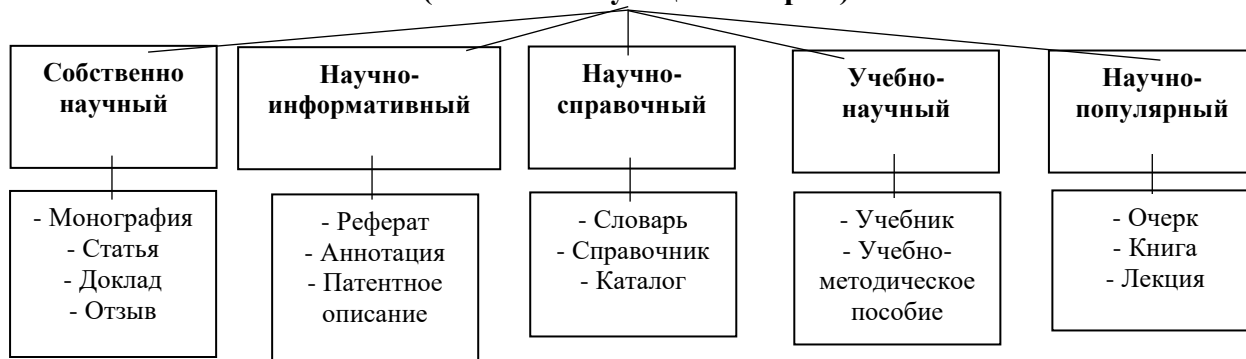 Собственно
научный
Научно-
информативный
Научно-
справочный
Учебно-
научный
Научно-
популярный
- Монография
- Статья
- Доклад
- Отзыв
- Реферат
- Аннотация
- Патентное
описание
- Словарь
- Справочник
- Каталог
- Учебник
- Учебно-
методическое
пособие
- Очерк
- Книга
- Лекция